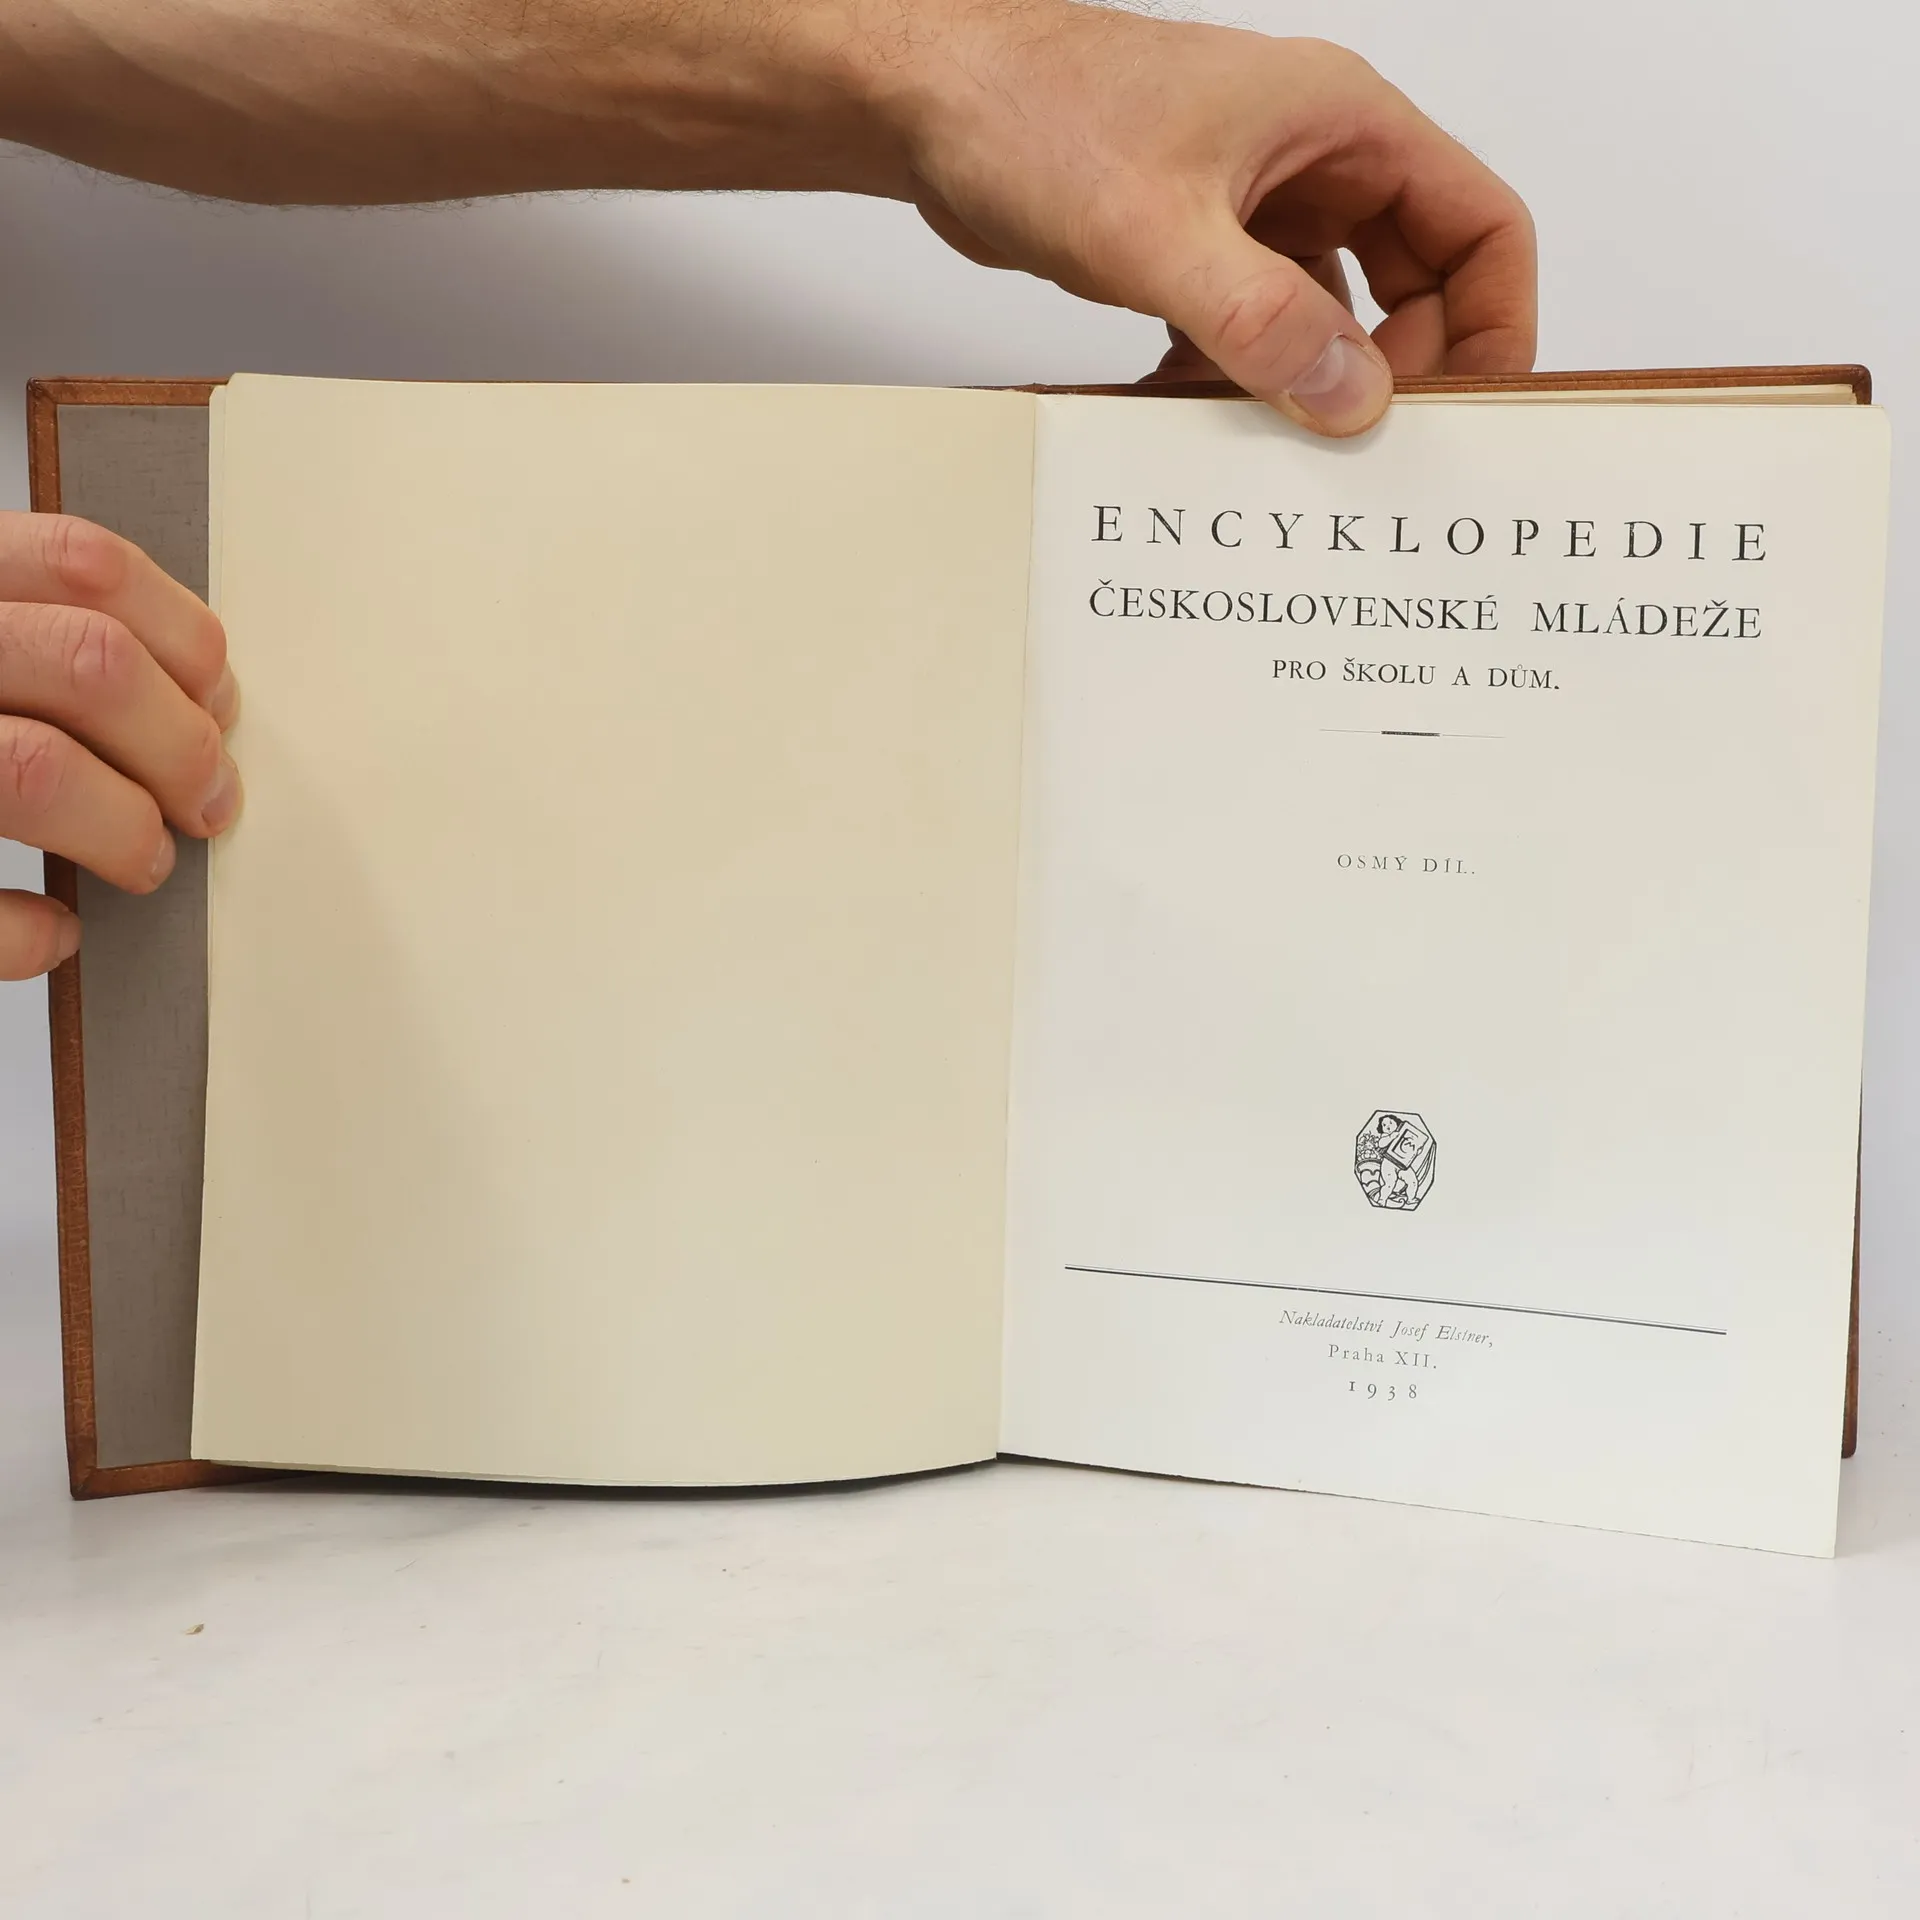 ENCYKLOPEDIE
ČESKOSLOVENSKÉ MLÁDEŽE
PRO ŠKOLU A DŮM.
OSMÝ DÍL.
Nakladatelství Josef Elstner,
Praha XII.
1938